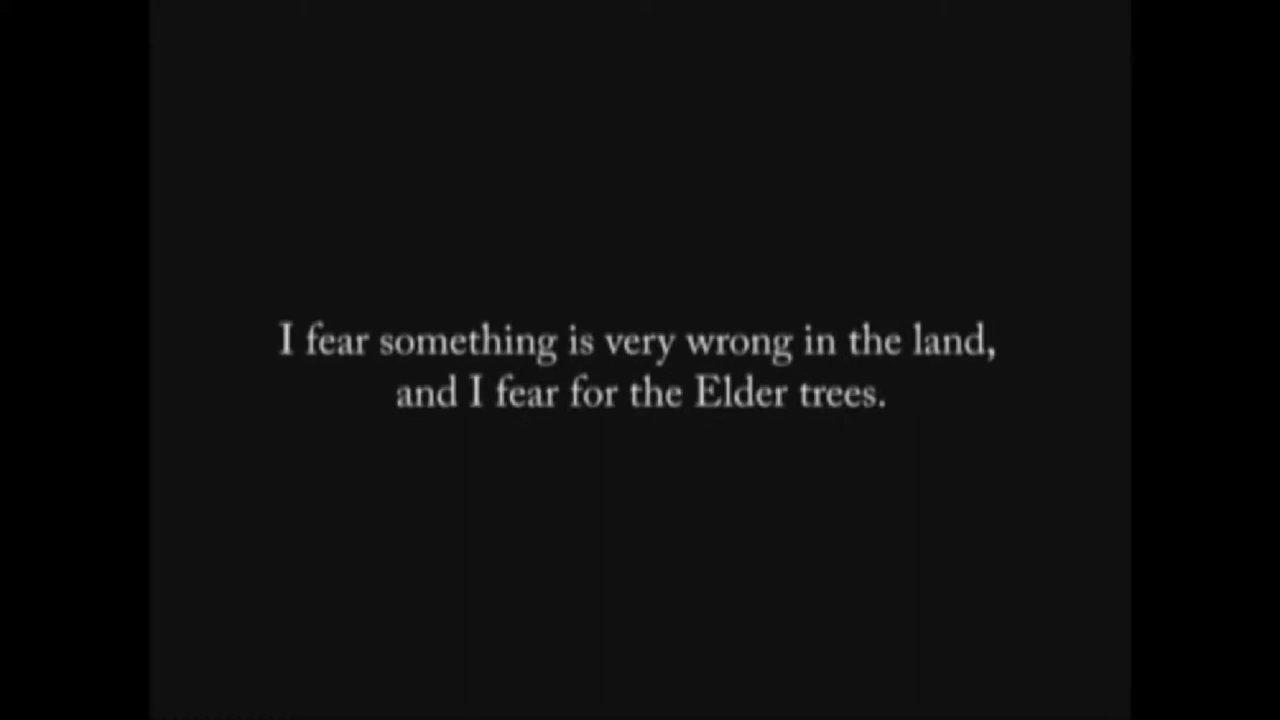 I fear something is very wrong in the land,
and I fear for the Elder trees.